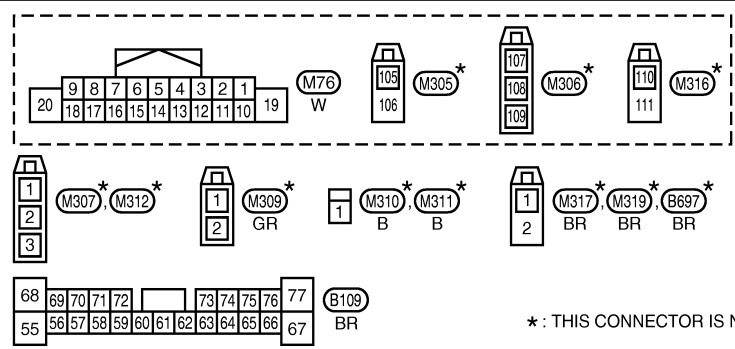 105 M305*
106
107 M306*
108
109
110 M316*
111
20 9 8 7 6 5 4 3 2 1 19 M76
18 17 16 15 14 13 12 11 10 W
1 M307*, M312*
2
3
1 M309*
2 GR
1 M310*, M311*
B B
1 M317*, M319*, B697*
2 BR BR BR
68 69 70 71 72 73 74 75 76 77 B109
55 56 57 58 59 60 61 62 63 64 65 66 67 BR
* : THIS CONNECTOR IS